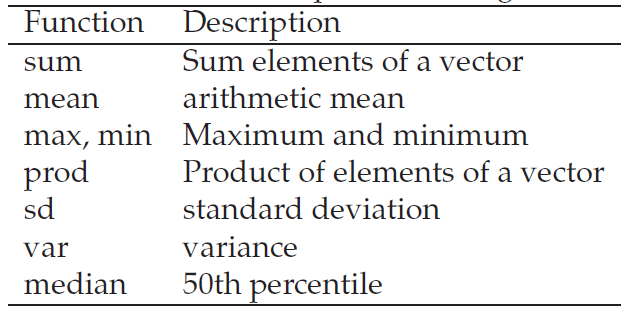 Function Description
sum Sum elements of a vector
mean arithmetic mean
max, min Maximum and minimum
prod Product of elements of a vector
sd standard deviation
var variance
median 50th percentile